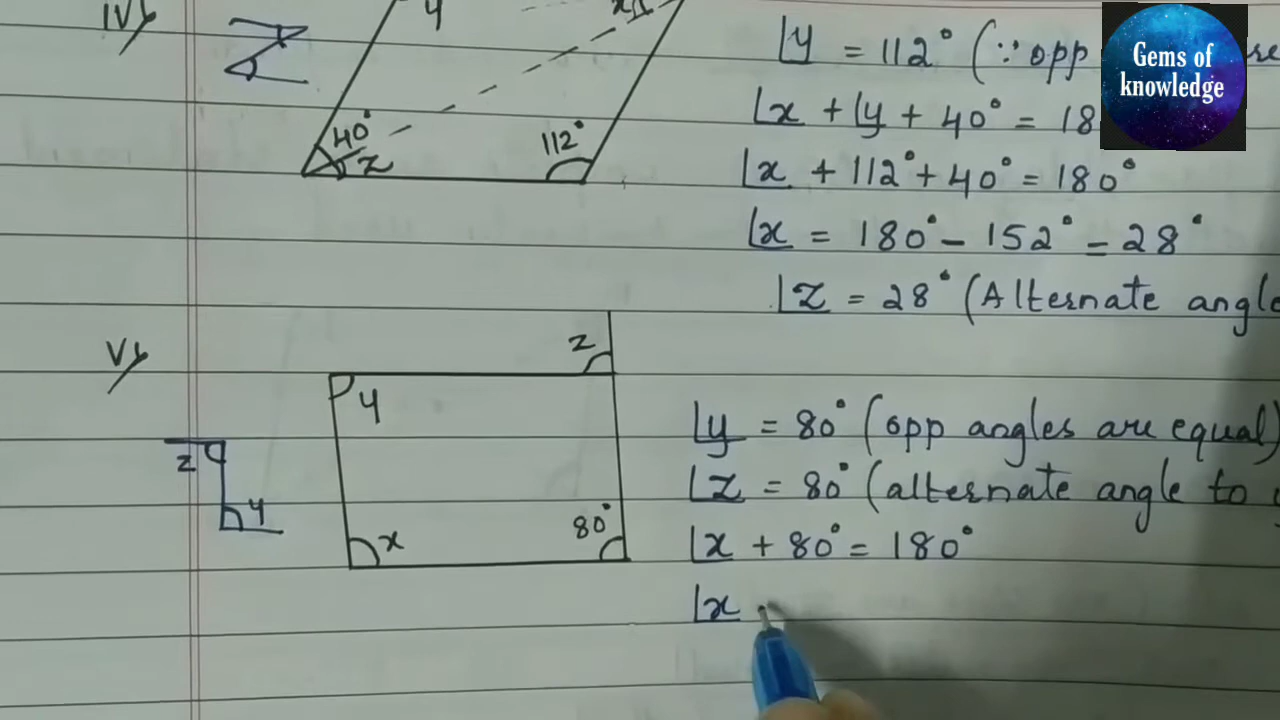 IV)
y
x
40°
z
112°
∠y = 112° (∵ opp
∠x + ∠y + 40° = 18
∠x + 112° + 40° = 180°
∠x = 180° - 152° = 28°
∠z = 28° (Alternate angle
Gems of
knowledge
V)
z
y
x
80°
z
y
∠y = 80° (opp angles are equal)
∠z = 80° (alternate angle to
∠x + 80° = 180°
∠x